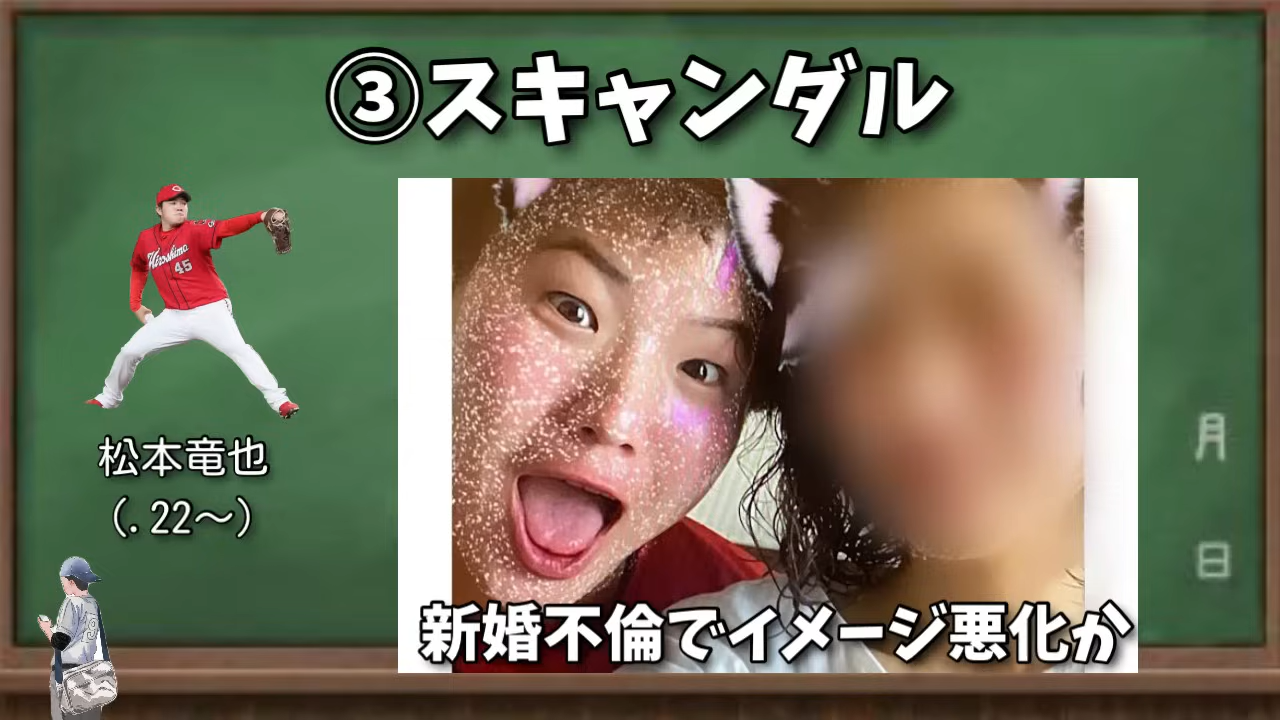 ③スキャンダル
Hiroshima
45
松本竜也
(.22〜)
月
日
新婚不倫でイメージ悪化か